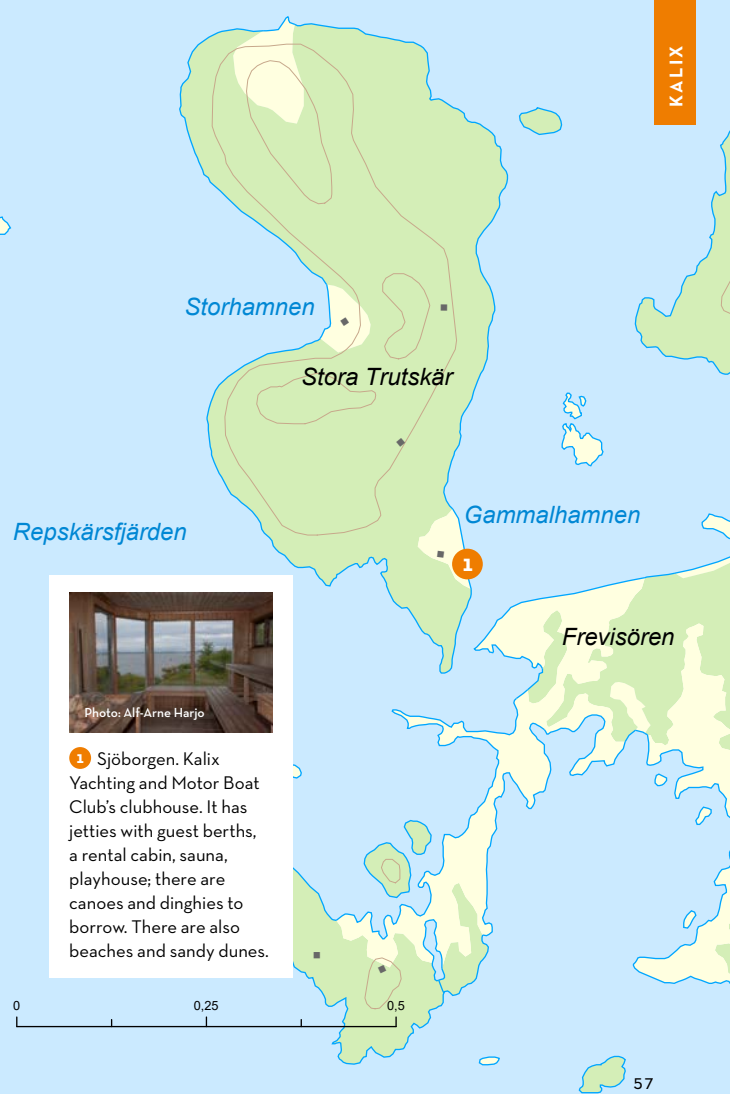 KALIX
Storhamnen
Stora Trutskär
Gammalhamnen
Repskärsfjärden
1
Frevisören
Photo: Alf-Arne Harjo
1 Sjöborgen. Kalix
Yachting and Motor Boat
Club’s clubhouse. It has
jetties with guest berths,
a rental cabin, sauna,
playhouse; there are
canoes and dinghies to
borrow. There are also
beaches and sandy dunes.
0 0,25 0,5
57